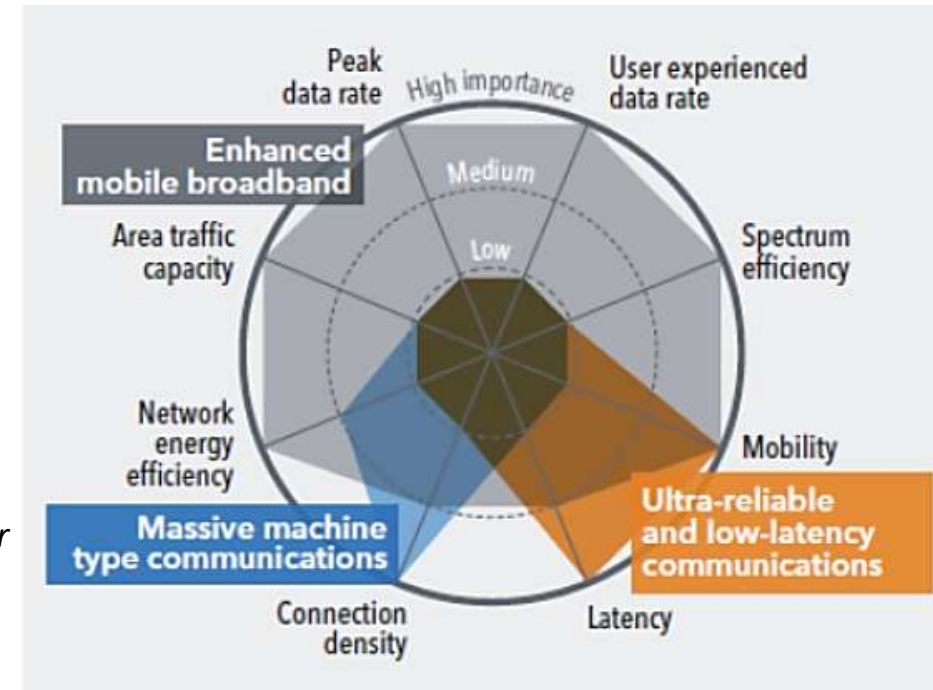 Peak
data rate
High importance
User experienced
data rate
Enhanced
mobile broadband
Medium
Area traffic
capacity
Low
Spectrum
efficiency
Network
energy
efficiency
Mobility
r
Massive machine
type communications
Ultra-reliable
and low-latency
communications
Connection
density
Latency